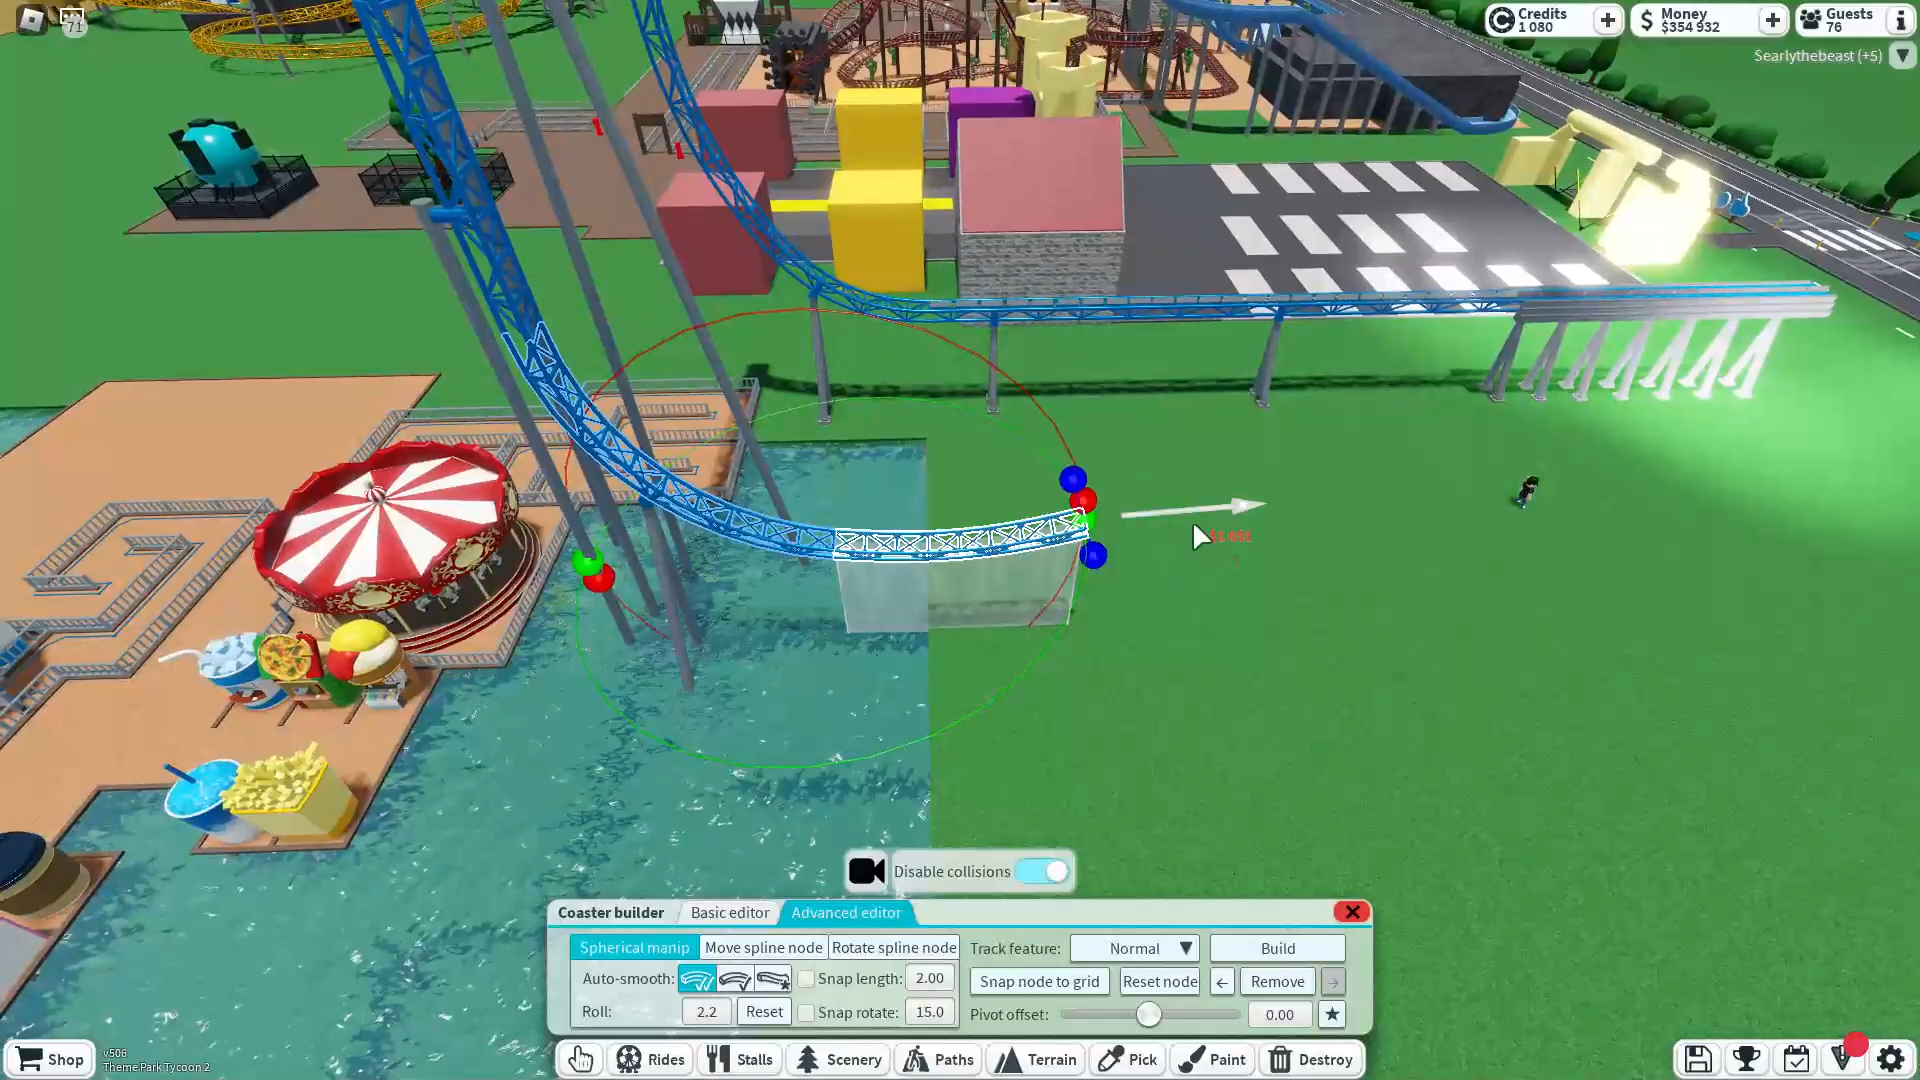 71
Credits
1 080
Money
$354 932
Guests
76
Searlythebeast (+5)
$1 051
Disable collisions
Coaster builder
Basic editor
Advanced editor
Spherical manip
Move spline node
Rotate spline node
Track feature:
Normal
Build
Auto-smooth:
Snap length:
2.00
Snap node to grid
Reset node
Remove
Roll:
2.2
Reset
Snap rotate:
15.0
Pivot offset:
0.00
Shop
v506
Theme Park Tycoon 2
Rides
Stalls
Scenery
Paths
Terrain
Pick
Paint
Destroy